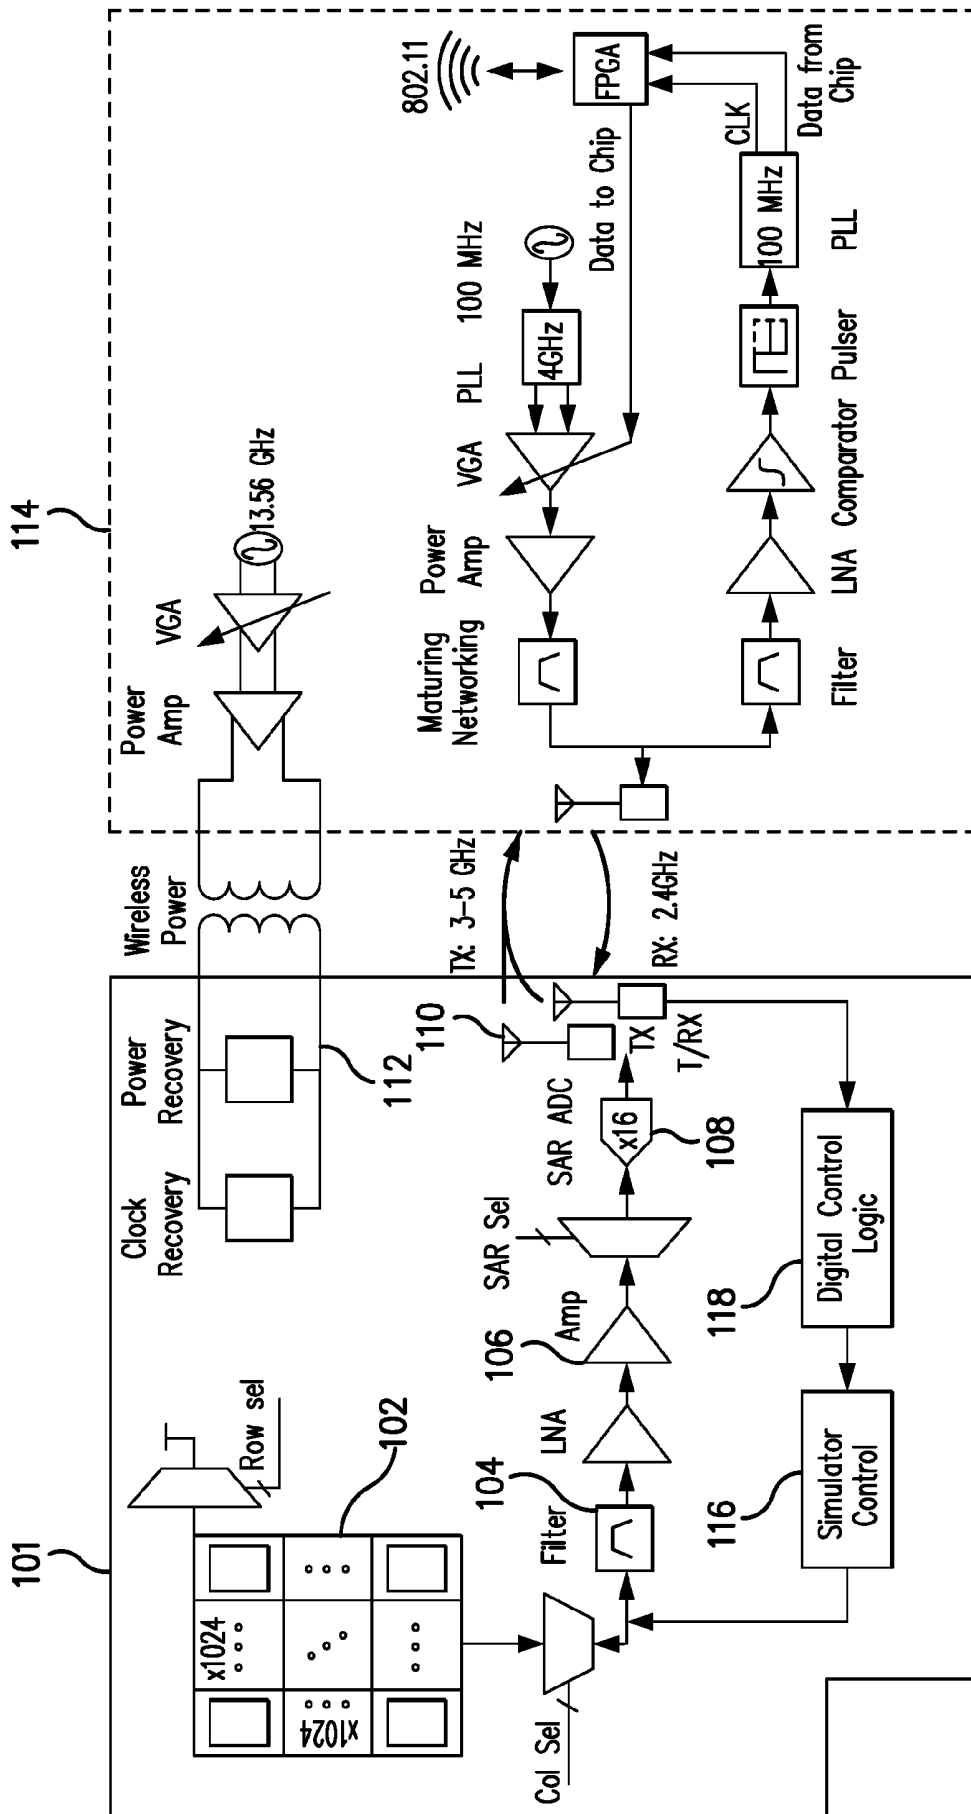 101
114
Row sel
x1024
x1024
102
Col Sel
Filter
104
LNA
106
Amp
SAR Sel
SAR ADC
x16
108
110
TX
T/RX
Simulator
Control
116
Digital Control
Logic
118
Clock
Recovery
Power
Recovery
112
Wireless
Power
TX: 3-5 GHz
RX: 2.4GHz
Power
Amp
VGA
13.56 GHz
Maturing
Networking
Power
Amp
VGA
PLL
4GHz
100 MHz
Data to Chip
802.11
FPGA
CLK
Data from
Chip
Filter
LNA
Comparator
Pulser
100 MHz
PLL